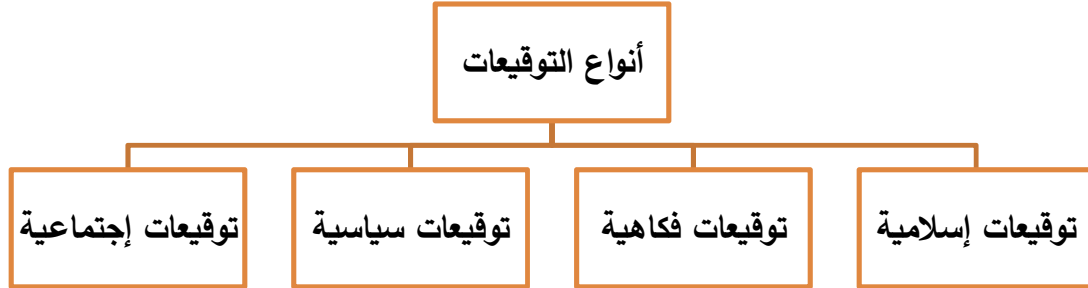 أنواع التوقيعات
توقيعات إسلامية
توقيعات فكاهية
توقيعات سياسية
توقيعات إجتماعية